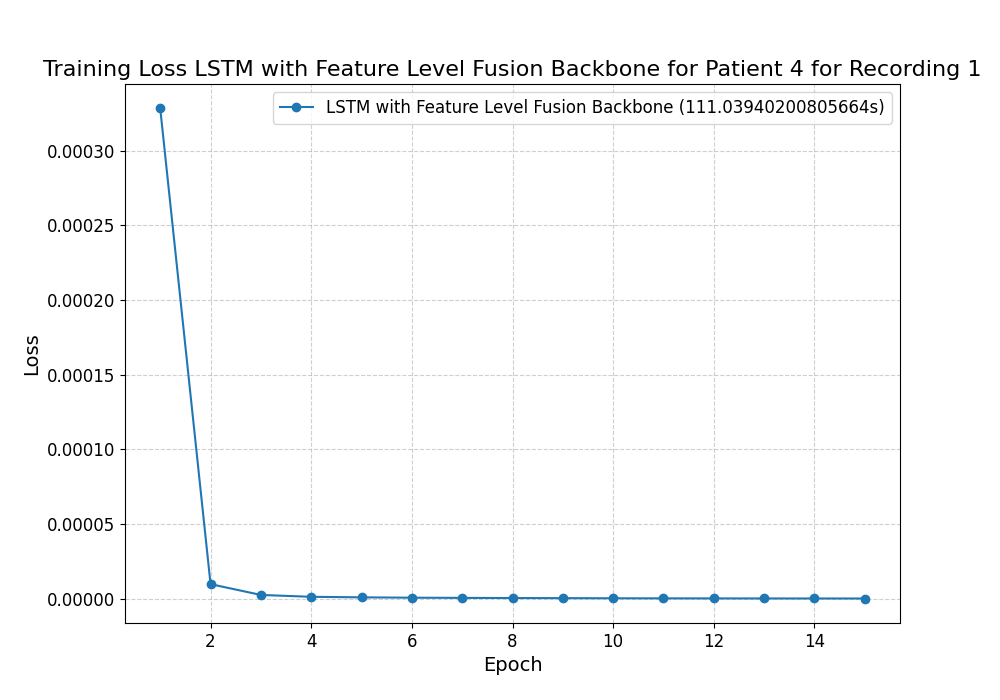 Training Loss LSTM with Feature Level Fusion Backbone for Patient 4 for Recording 1
LSTM with Feature Level Fusion Backbone (111.03940200805664s)
0.00030
0.00025
0.00020
0.00015
0.00010
0.00005
0.00000
Loss
2 4 6 8 10 12 14
Epoch